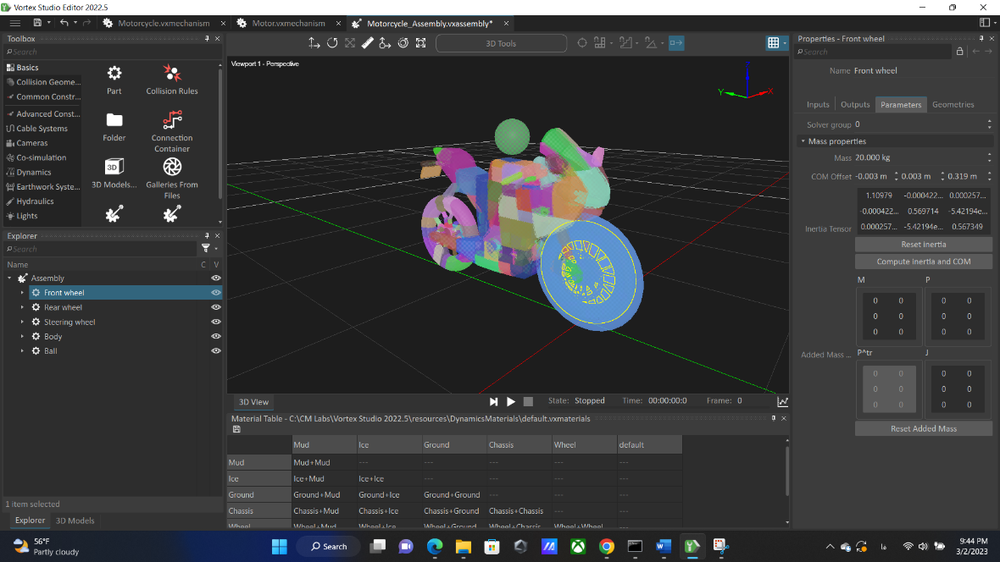 Vortex Studio Editor 2022.5
Motorcycle.vxmechanism
Motor.vxmechanism
Motorcycle_Assembly.vxassembly*
Toolbox
Search
Basics
Collision Geome...
Common Constr...
Advanced Const...
Cable Systems
Cameras
Co-simulation
Dynamics
Earthwork Syste...
Hydraulics
Lights
Part
Collision Rules
Folder
Connection
Container
3D
3D Models...
Galleries From
Files
Explorer
Search
Name C V
Assembly
Front wheel
Rear wheel
Steering wheel
Body
Ball
1 item selected
Explorer 3D Models
3D Tools
Viewport 1 - Perspective
Y X
3D View
State: Stopped Time: 00:00:00:0 Frame: 0
Material Table - C:\CM Labs\Vortex Studio 2022.5\resources\DynamicsMaterials\default.vxmaterials
Mud Ice Ground Chassis Wheel default
Mud Mud+Mud --- --- --- --- ---
Ice Ice+Mud Ice+Ice --- --- --- ---
Ground Ground+Mud Ground+Ice Ground+Ground --- --- ---
Chassis Chassis+Mud Chassis+Ice Chassis+Ground Chassis+Chassis --- ---
Wheel Wheel+Mud Wheel+Ice Wheel+Ground Wheel+Chassis Wheel+Wheel ---
Properties - Front wheel
Search
Name Front wheel
Inputs Outputs Parameters Geometries
Solver group 0
Mass properties
Mass 20.000 kg
COM Offset -0.003 m 0.003 m 0.319 m
1.10979 -0.000422... 0.000257...
-0.000422... 0.569714 -5.42194e...
Inertia Tensor
0.000257... -5.42194e... 0.567349
Reset inertia
Compute inertia and COM
M P
0 0 0 0
0 0 0 0
0 0 0 0
Added Mass ... P^tr J
0 0 0 0
0 0 0 0
0 0 0 0
Reset Added Mass
56°F
Partly cloudy
Search
9:44 PM
3/2/2023